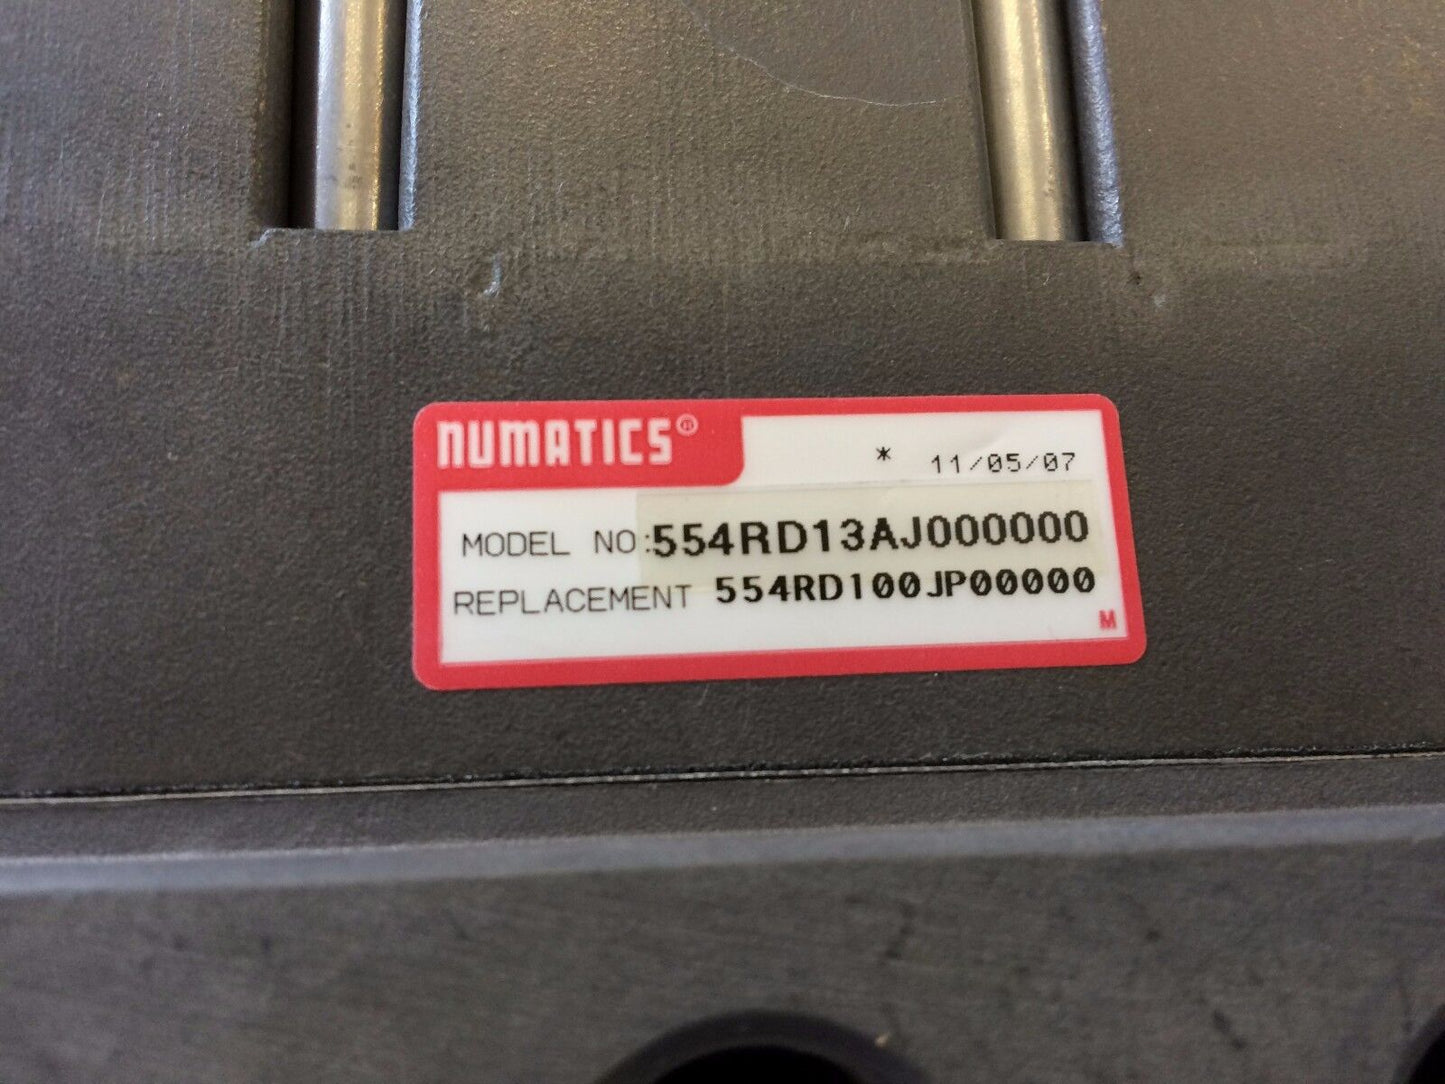 NUMATICS®
* 11/05/07
MODEL NO: 554RD13AJ000000
REPLACEMENT 554RD100JP00000
M